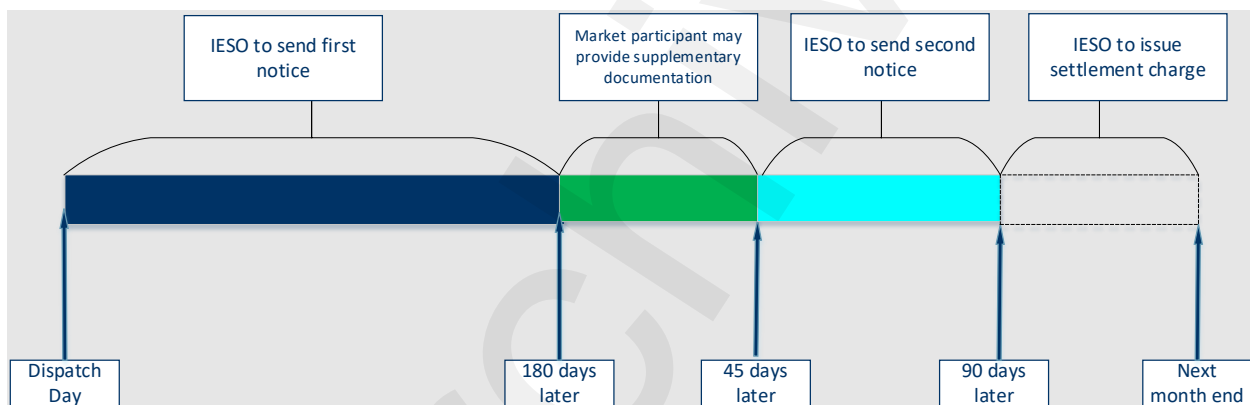 IESO to send first
notice
Market participant may
provide supplementary
documentation
IESO to send second
notice
IESO to issue
settlement charge
Dispatch
Day
180 days
later
45 days
later
90 days
later
Next
month end